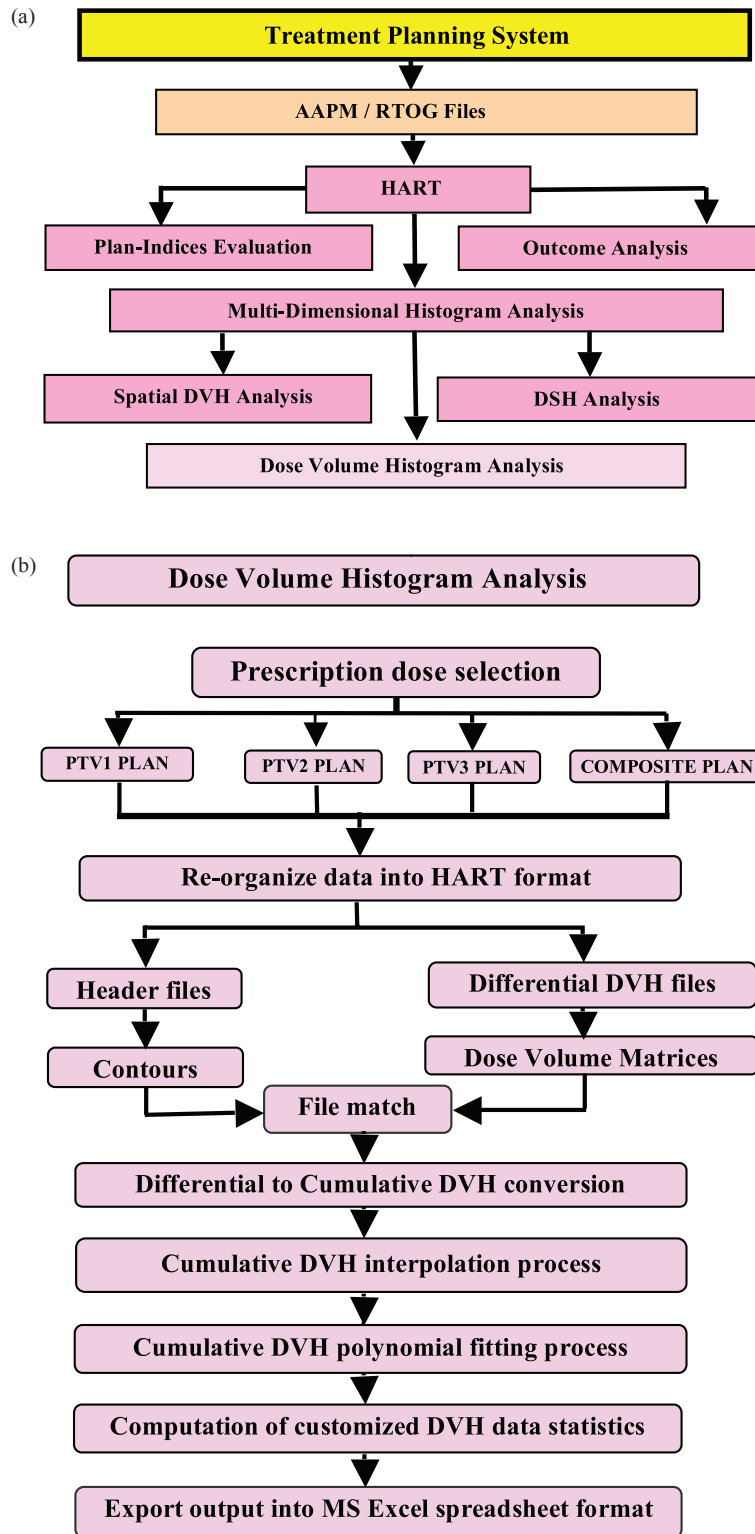 (a)
Treatment Planning System
AAPM / RTOG Files
HART
Plan-Indices Evaluation
Outcome Analysis
Multi-Dimensional Histogram Analysis
Spatial DVH Analysis
DSH Analysis
Dose Volume Histogram Analysis
(b)
Dose Volume Histogram Analysis
Prescription dose selection
PTV1 PLAN
PTV2 PLAN
PTV3 PLAN
COMPOSITE PLAN
Re-organize data into HART format
Header files
Differential DVH files
Contours
Dose Volume Matrices
File match
Differential to Cumulative DVH conversion
Cumulative DVH interpolation process
Cumulative DVH polynomial fitting process
Computation of customized DVH data statistics
Export output into MS Excel spreadsheet format